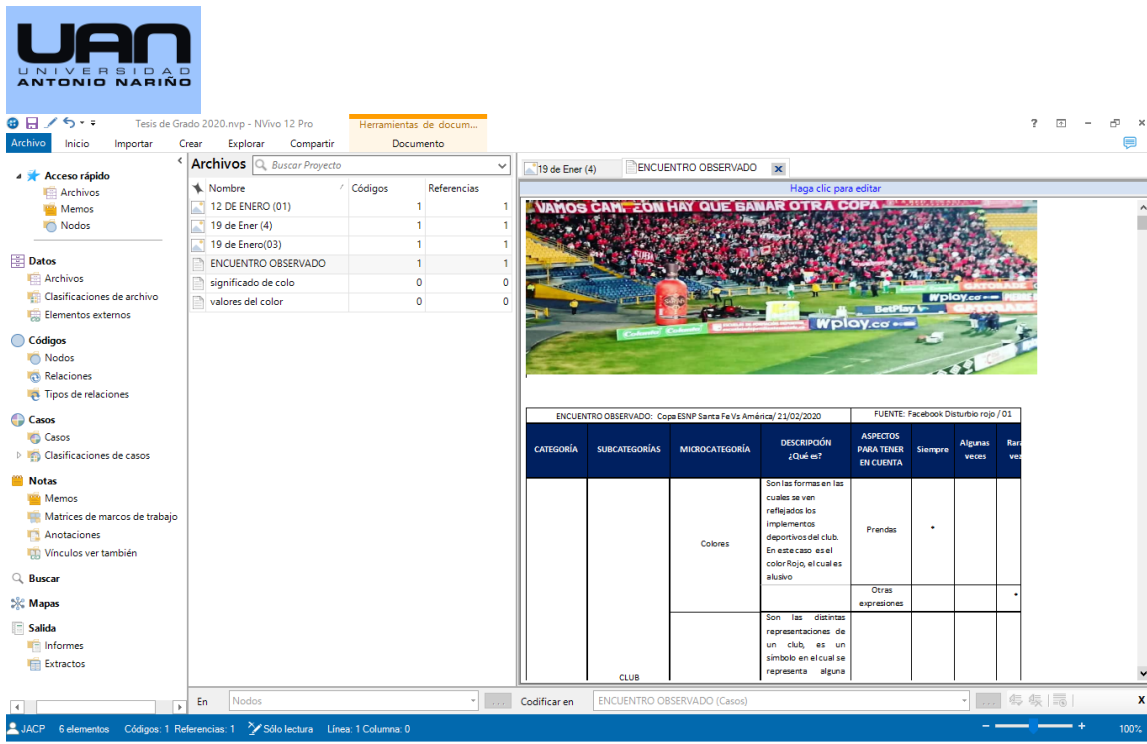 UAN
UNIVERSIDAD
ANTONIO NARIÑO
Tesis de Grado 2020.nvp - NVivo 12 Pro
Herramientas de docum...
?
Archivo Inicio Importar Crear Explorar Compartir Documento
Acceso rápido
Archivos
Memos
Nodos
Datos
Archivos
Clasificaciones de archivo
Elementos externos
Códigos
Nodos
Relaciones
Tipos de relaciones
Casos
Casos
Clasificaciones de casos
Notas
Memos
Matrices de marcos de trabajo
Anotaciones
Vínculos ver también
Buscar
Mapas
Salida
Informes
Extractos
Archivos Buscar Proyecto
Nombre Códigos Referencias
12 DE ENERO (01) 1 1
19 de Ener (4) 1 1
19 de Enero(03) 1 1
ENCUENTRO OBSERVADO 1 1
significado de colo 0 0
valores del color 0 0
19 de Ener (4) ENCUENTRO OBSERVADO x
Haga clic para editar
VAMOS CAM ZON HAY QUE GANAR OTRA COPA
GATORADE
Wplay.co
BetPlay
Wplay.co
Colombia
ENCUENTRO OBSERVADO: Copa ESNP Santa Fe Vs América/ 21/02/2020 FUENTE: Facebook Disturbio rojo / 01
CATEGORÍA SUBCATEGORÍAS MICROCATEGORÍA DESCRIPCIÓN ¿Qué es? ASPECTOS PARA TENER EN CUENTA Siempre Algunas veces Rara vez
Son las formas en las
cuales se ven
reflejados los
implementos
deportivos del club.
En este caso es el
color Rojo, el cual es
alusivo
Colores
Prendas *
Otras
expresiones *
Son las distintas
representaciones de
un club, es un
símbolo en el cual se
representa alguna
CLUB
En Nodos ... Codificar en ENCUENTRO OBSERVADO (Casos) ... x
JACP 6 elementos Códigos: 1 Referencias: 1 Sólo lectura Línea: 1 Columna: 0 - + 100%